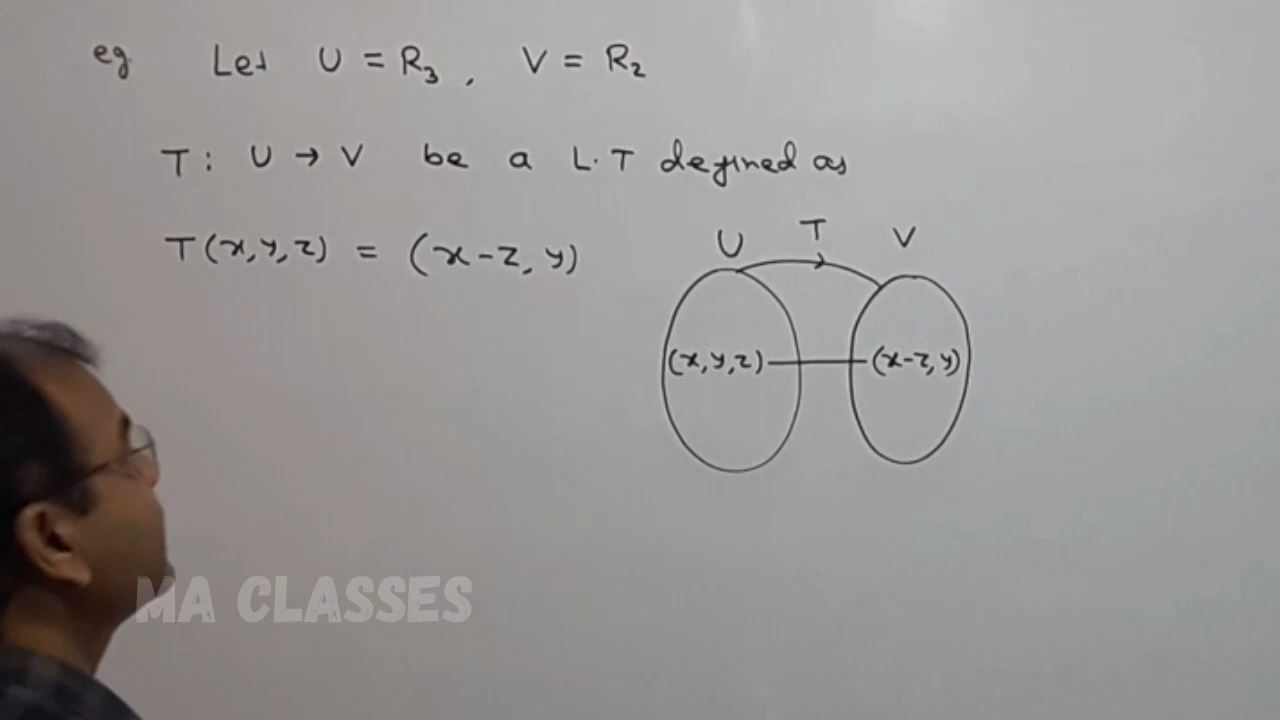 eg Let U = R₃, V = R₂
T: U → V be a L.T defined as
T(x,y,z) = (x-z, y)
U T V
(x,y,z) (x-z,y)
MA CLASSES